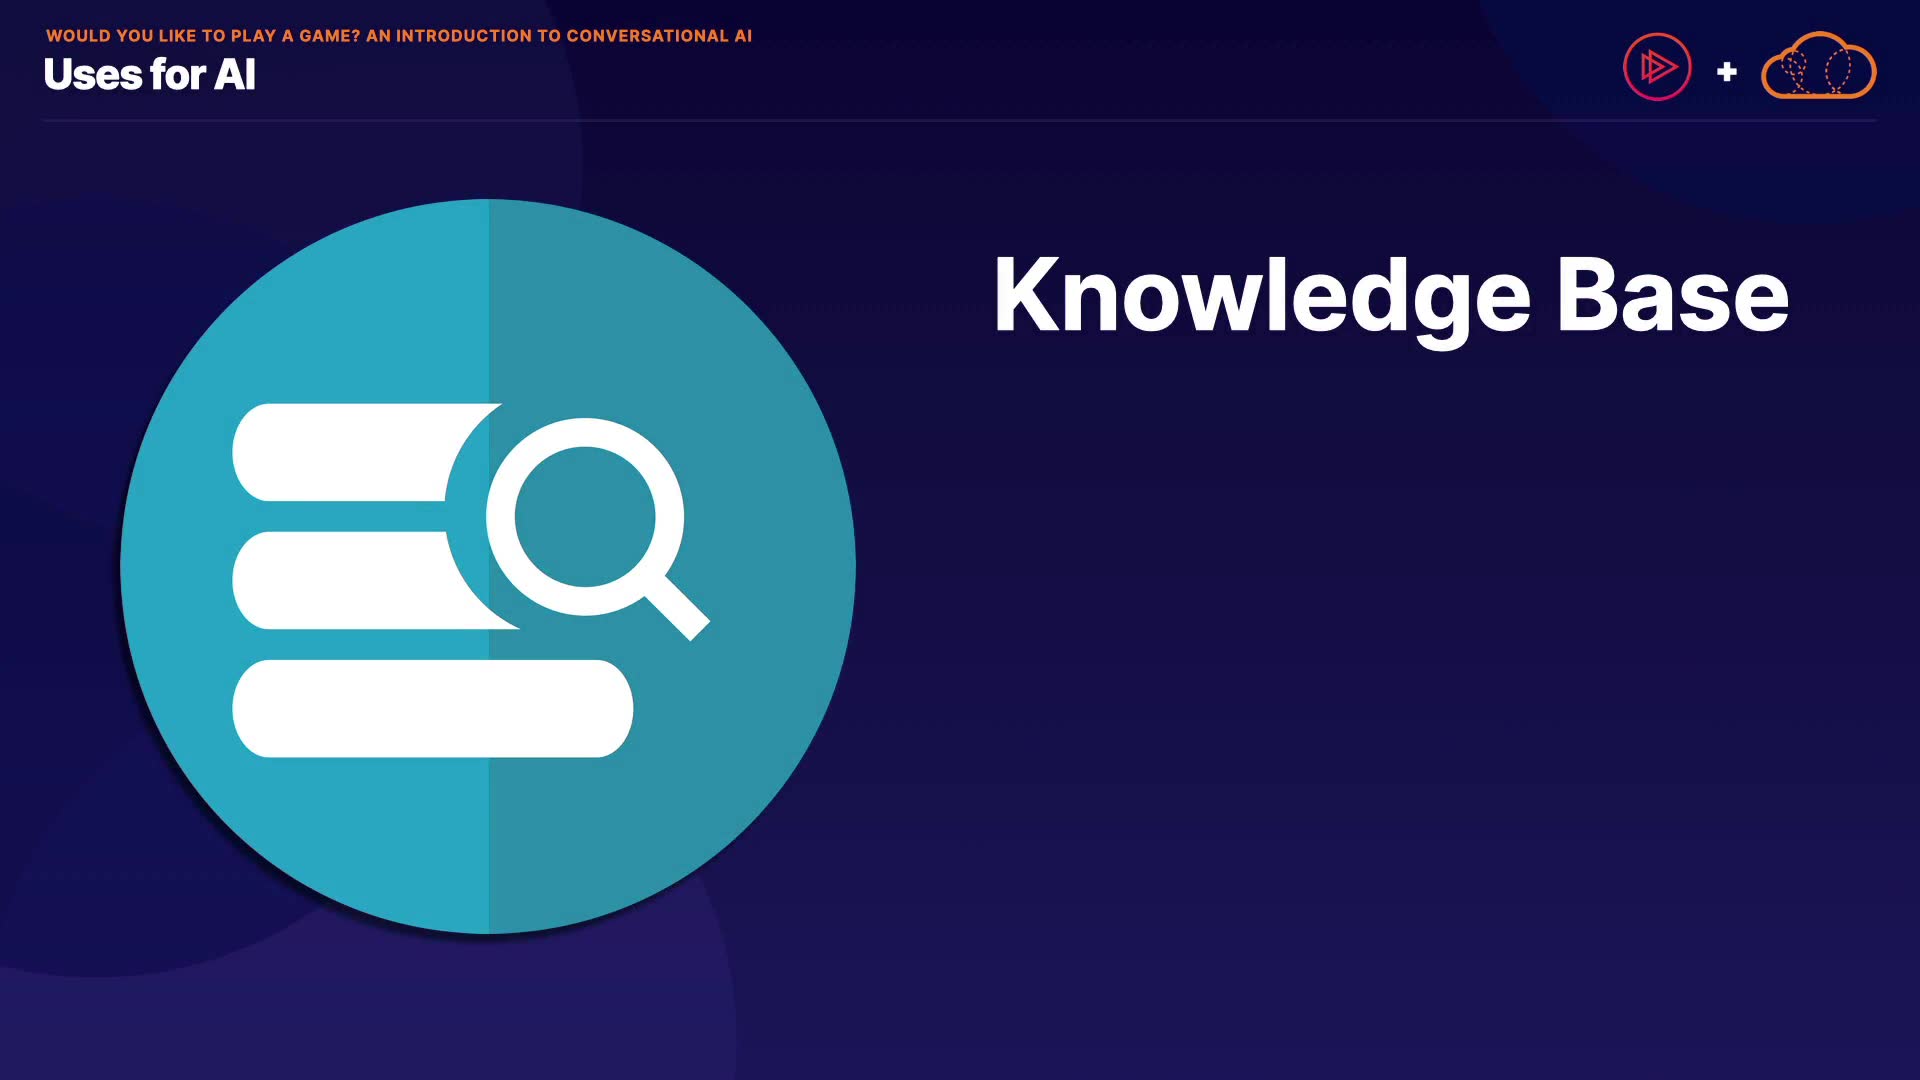 WOULD YOU LIKE TO PLAY A GAME? AN INTRODUCTION TO CONVERSATIONAL AI
Uses for AI
Knowledge Base